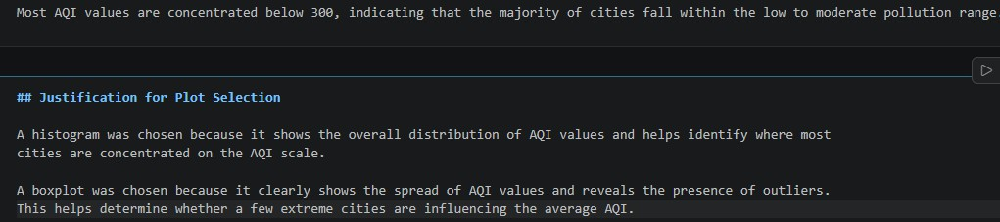 Most AQI values are concentrated below 300, indicating that the majority of cities fall within the low to moderate pollution range.
## Justification for Plot Selection
A histogram was chosen because it shows the overall distribution of AQI values and helps identify where most
cities are concentrated on the AQI scale.
A boxplot was chosen because it clearly shows the spread of AQI values and reveals the presence of outliers.
This helps determine whether a few extreme cities are influencing the average AQI.